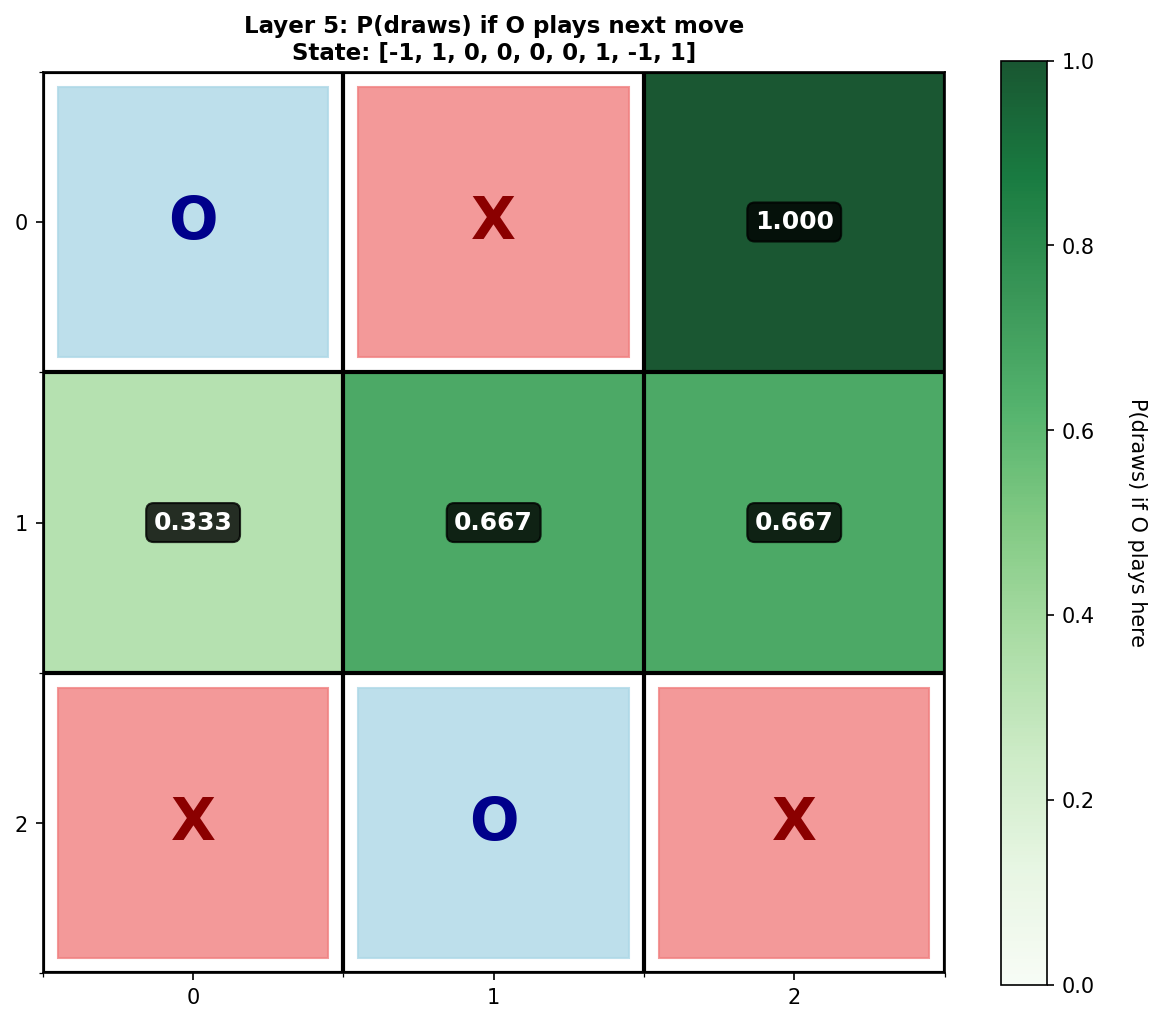 Layer 5: P(draws) if O plays next move
State: [-1, 1, 0, 0, 0, 0, 1, -1, 1]
0
O
X
1.000
1
0.333
0.667
0.667
2
X
O
X
0
1
2
1.0
0.8
0.6
0.4
0.2
0.0
P(draws) if O plays here